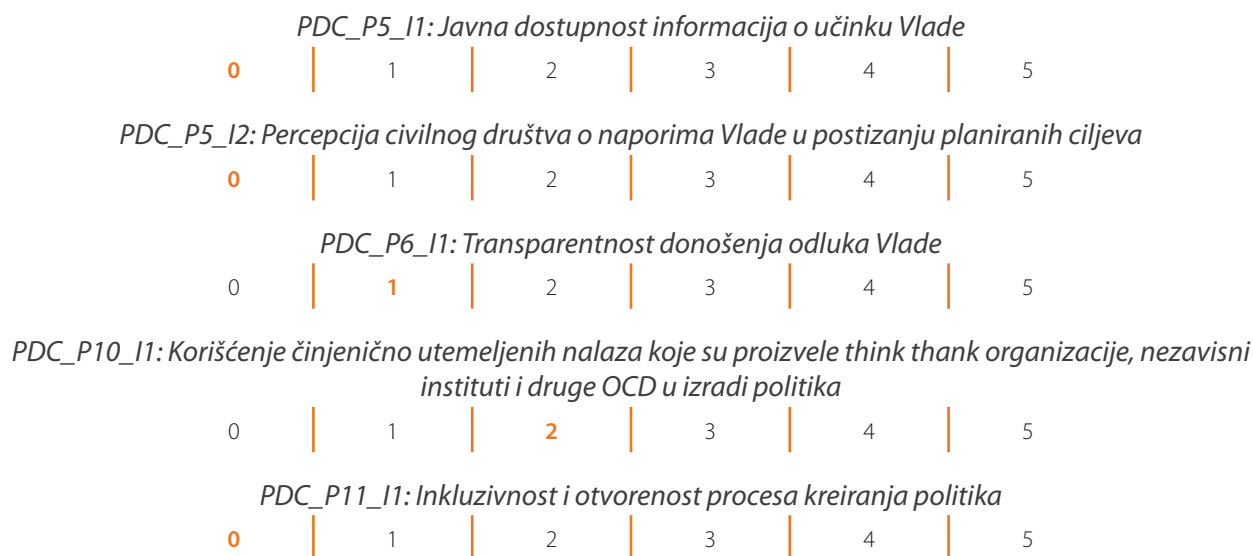 PDC_P5_I1: Javna dostupnost informacija o učinku Vlade
0 1 2 3 4 5
PDC_P5_I2: Percepcija civilnog društva o naporima Vlade u postizanju planiranih ciljeva
0 1 2 3 4 5
PDC_P6_I1: Transparentnost donošenja odluka Vlade
0 1 2 3 4 5
PDC_P10_I1: Korišćenje činjenično utemeljenih nalaza koje su proizvele think thank organizacije, nezavisni
instituti i druge OCD u izradi politika
0 1 2 3 4 5
PDC_P11_I1: Inkluzivnost i otvorenost procesa kreiranja politika
0 1 2 3 4 5